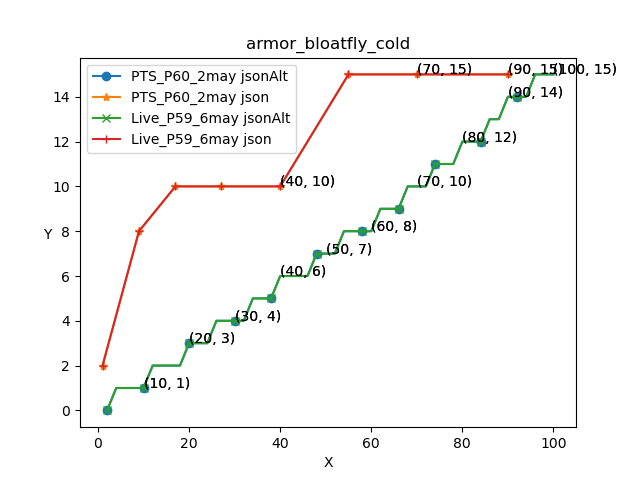 armor_bloatfly_cold
PTS_P60_2may jsonAlt
PTS_P60_2may json
Live_P59_6may jsonAlt
Live_P59_6may json
(70, 15)
(90, 15)
(100, 15)
(90, 14)
(80, 12)
(40, 10)
(70, 10)
(60, 8)
(50, 7)
(40, 6)
(30, 4)
(20, 3)
(10, 1)
14
12
10
8
6
4
2
0
Y
0 20 40 60 80 100
X